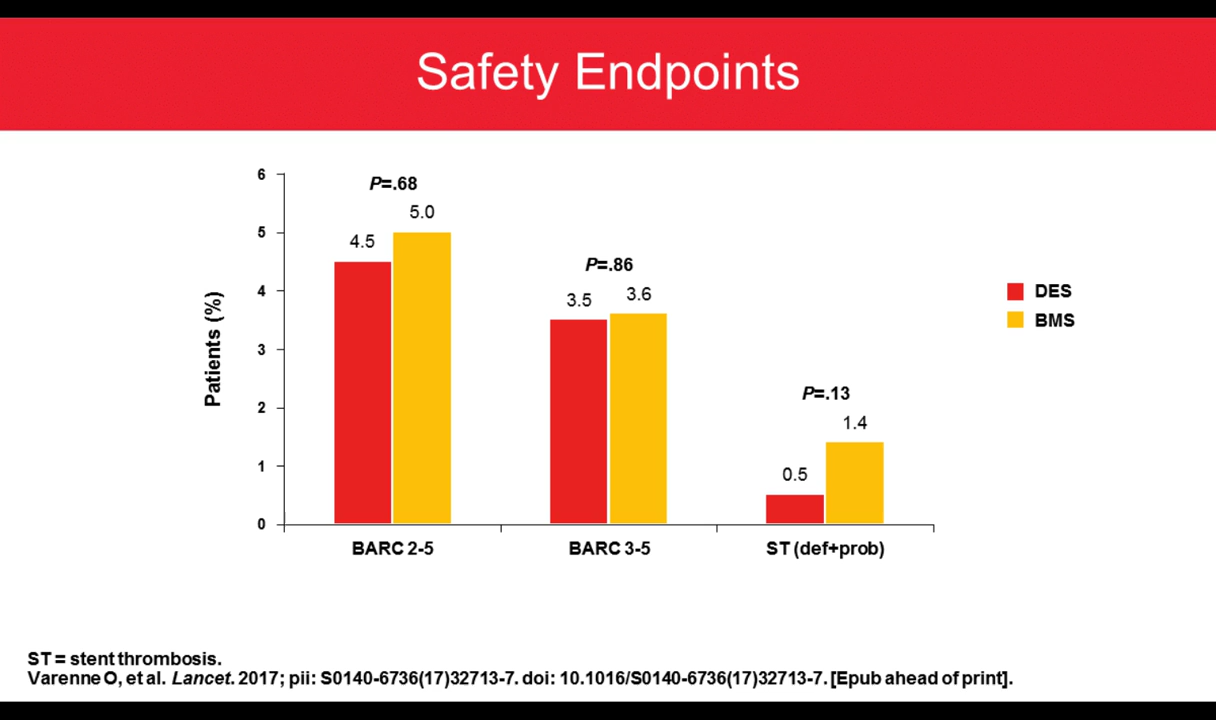 Safety Endpoints
Patients (%)
6
5
4
3
2
1
0
P=.68
4.5
5.0
P=.86
3.5
3.6
P=.13
0.5
1.4
BARC 2-5
BARC 3-5
ST (def+prob)
DES
BMS
ST = stent thrombosis.
Varenne O, et al. Lancet. 2017; pii: S0140-6736(17)32713-7. doi: 10.1016/S0140-6736(17)32713-7. [Epub ahead of print].